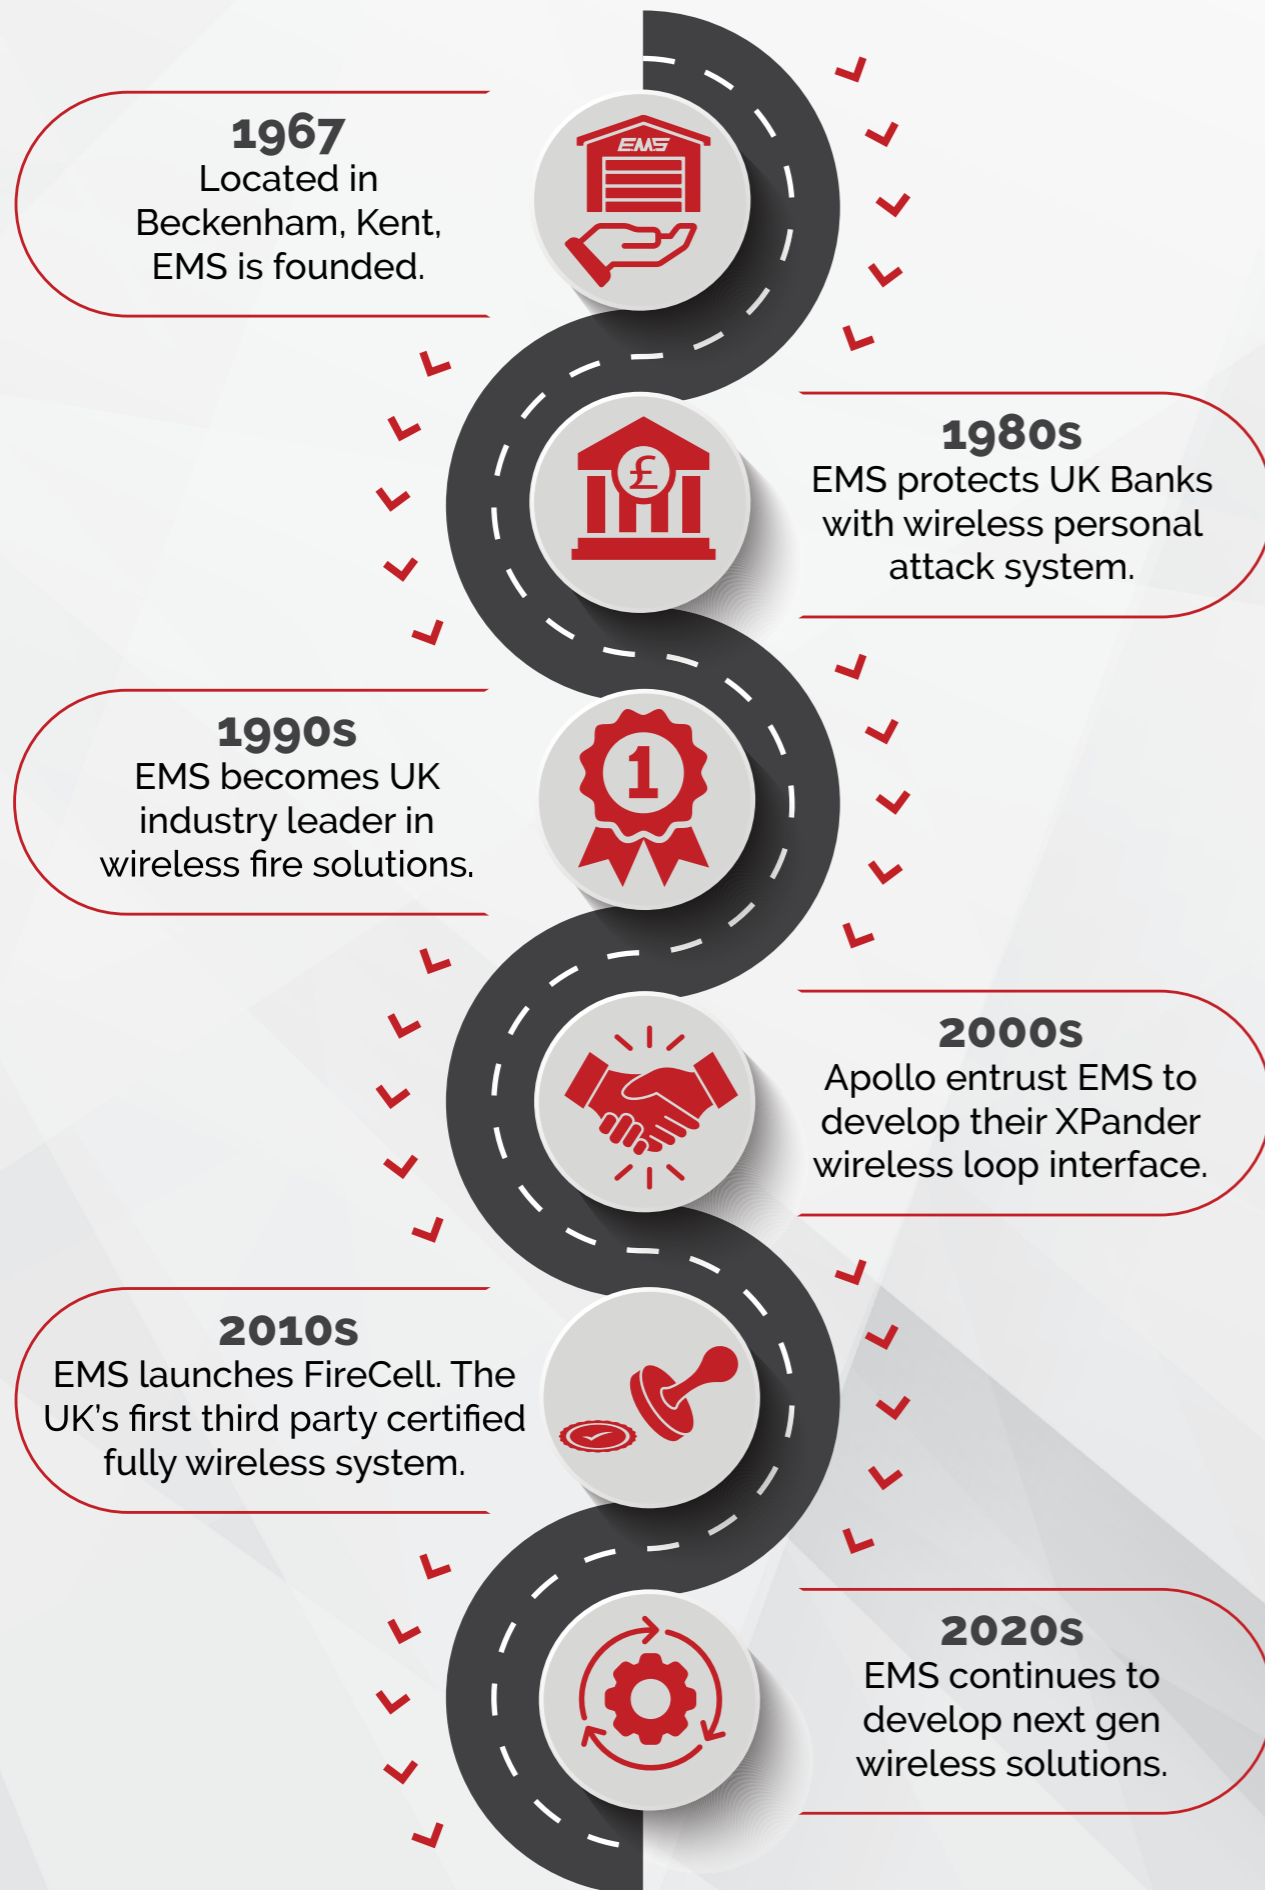 EMS
1967
Located in
Beckenham, Kent,
EMS is founded.
£
1980s
EMS protects UK Banks
with wireless personal
attack system.
1990s
EMS becomes UK
industry leader in
wireless fire solutions.
1
2000s
Apollo entrust EMS to
develop their XPander
wireless loop interface.
2010s
EMS launches FireCell. The
UK’s first third party certified
fully wireless system.
2020s
EMS continues to
develop next gen
wireless solutions.